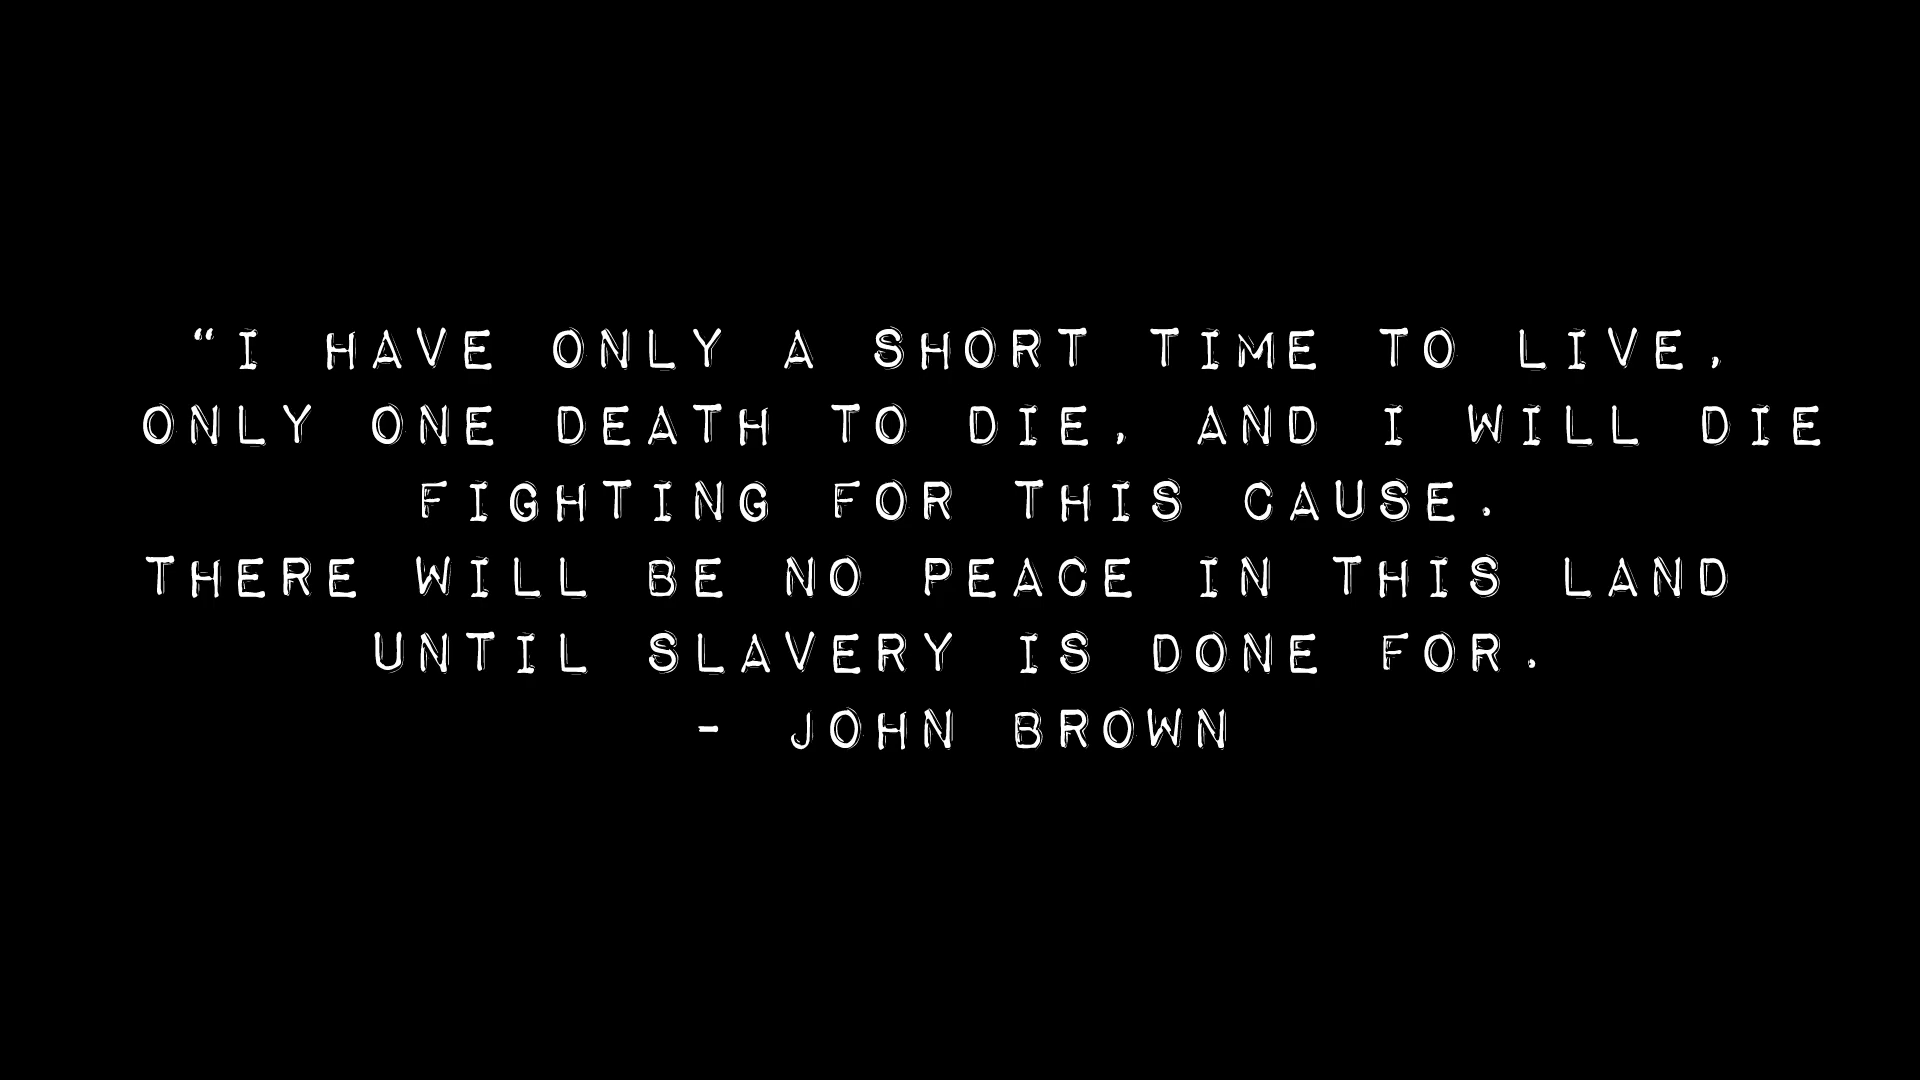 “I HAVE ONLY A SHORT TIME TO LIVE,
ONLY ONE DEATH TO DIE, AND I WILL DIE
FIGHTING FOR THIS CAUSE.
THERE WILL BE NO PEACE IN THIS LAND
UNTIL SLAVERY IS DONE FOR.
- JOHN BROWN